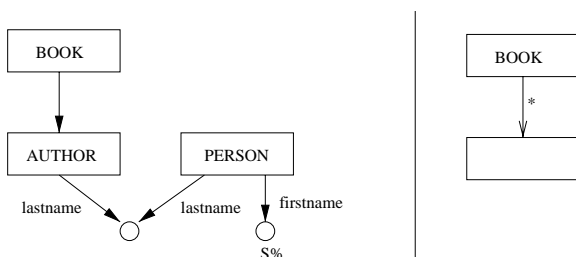 BOOK
AUTHOR
PERSON
lastname
lastname
firstname
S%
BOOK
*